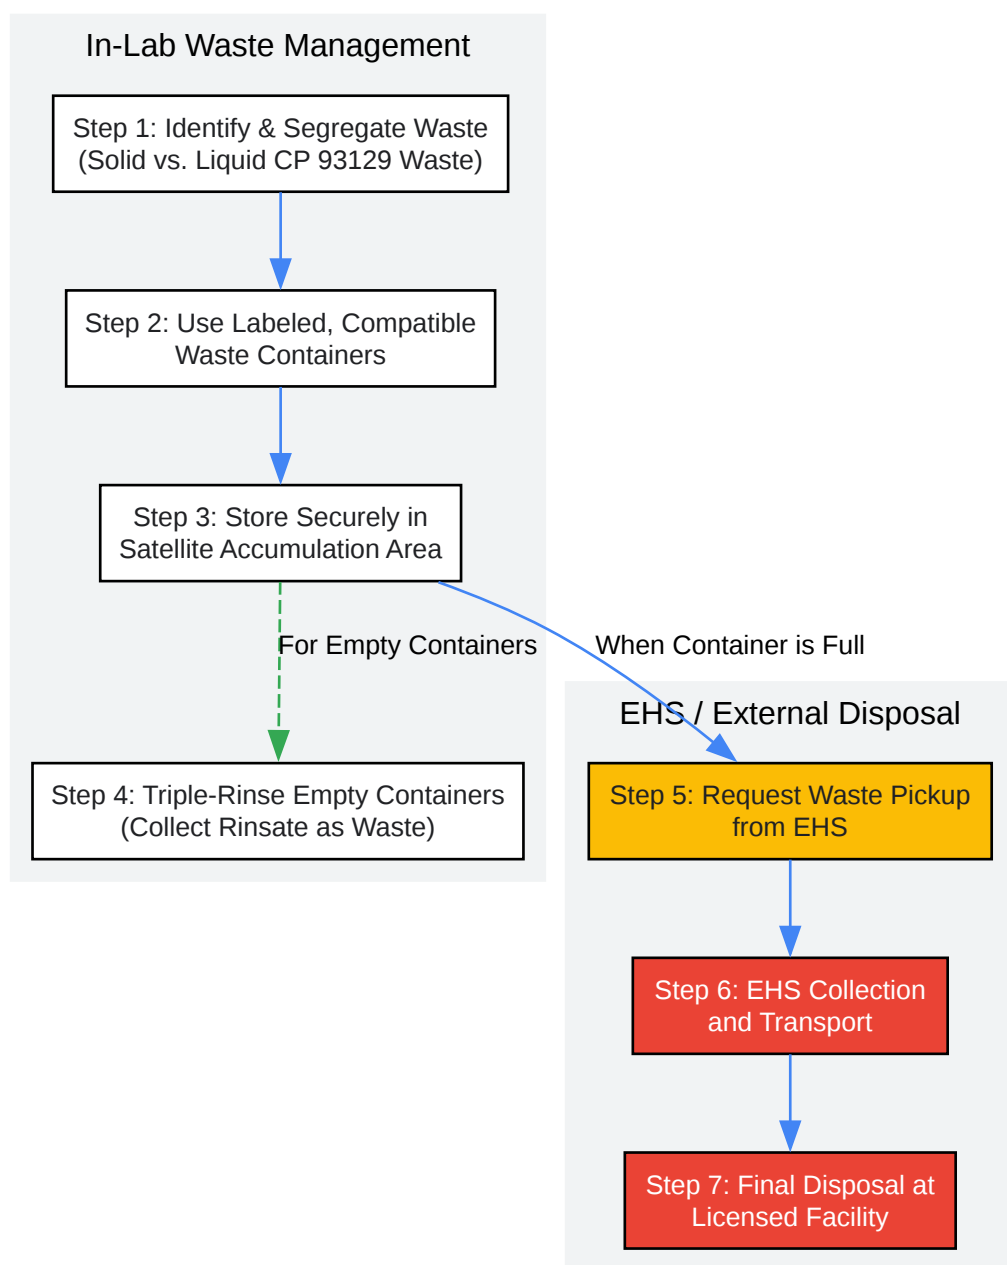 In-Lab Waste Management
Step 1: Identify & Segregate Waste
(Solid vs. Liquid CP 93129 Waste)
Step 2: Use Labeled, Compatible
Waste Containers
Step 3: Store Securely in
Satellite Accumulation Area
For Empty Containers
When Container is Full
Step 4: Triple-Rinse Empty Containers
(Collect Rinsate as Waste)
EHS / External Disposal
Step 5: Request Waste Pickup
from EHS
Step 6: EHS Collection
and Transport
Step 7: Final Disposal at
Licensed Facility